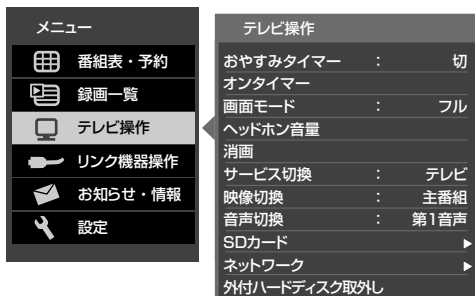 メニュー
番組表・予約
録画一覧
テレビ操作
リンク機器操作
お知らせ・情報
設定
テレビ操作
おやすみタイマー : 切
オンタイマー
画面モード : フル
ヘッドホン音量
消画
サービス切換 : テレビ
映像切換 : 主番組
音声切換 : 第1音声
SDカード
ネットワーク
外付ハードディスク取外し